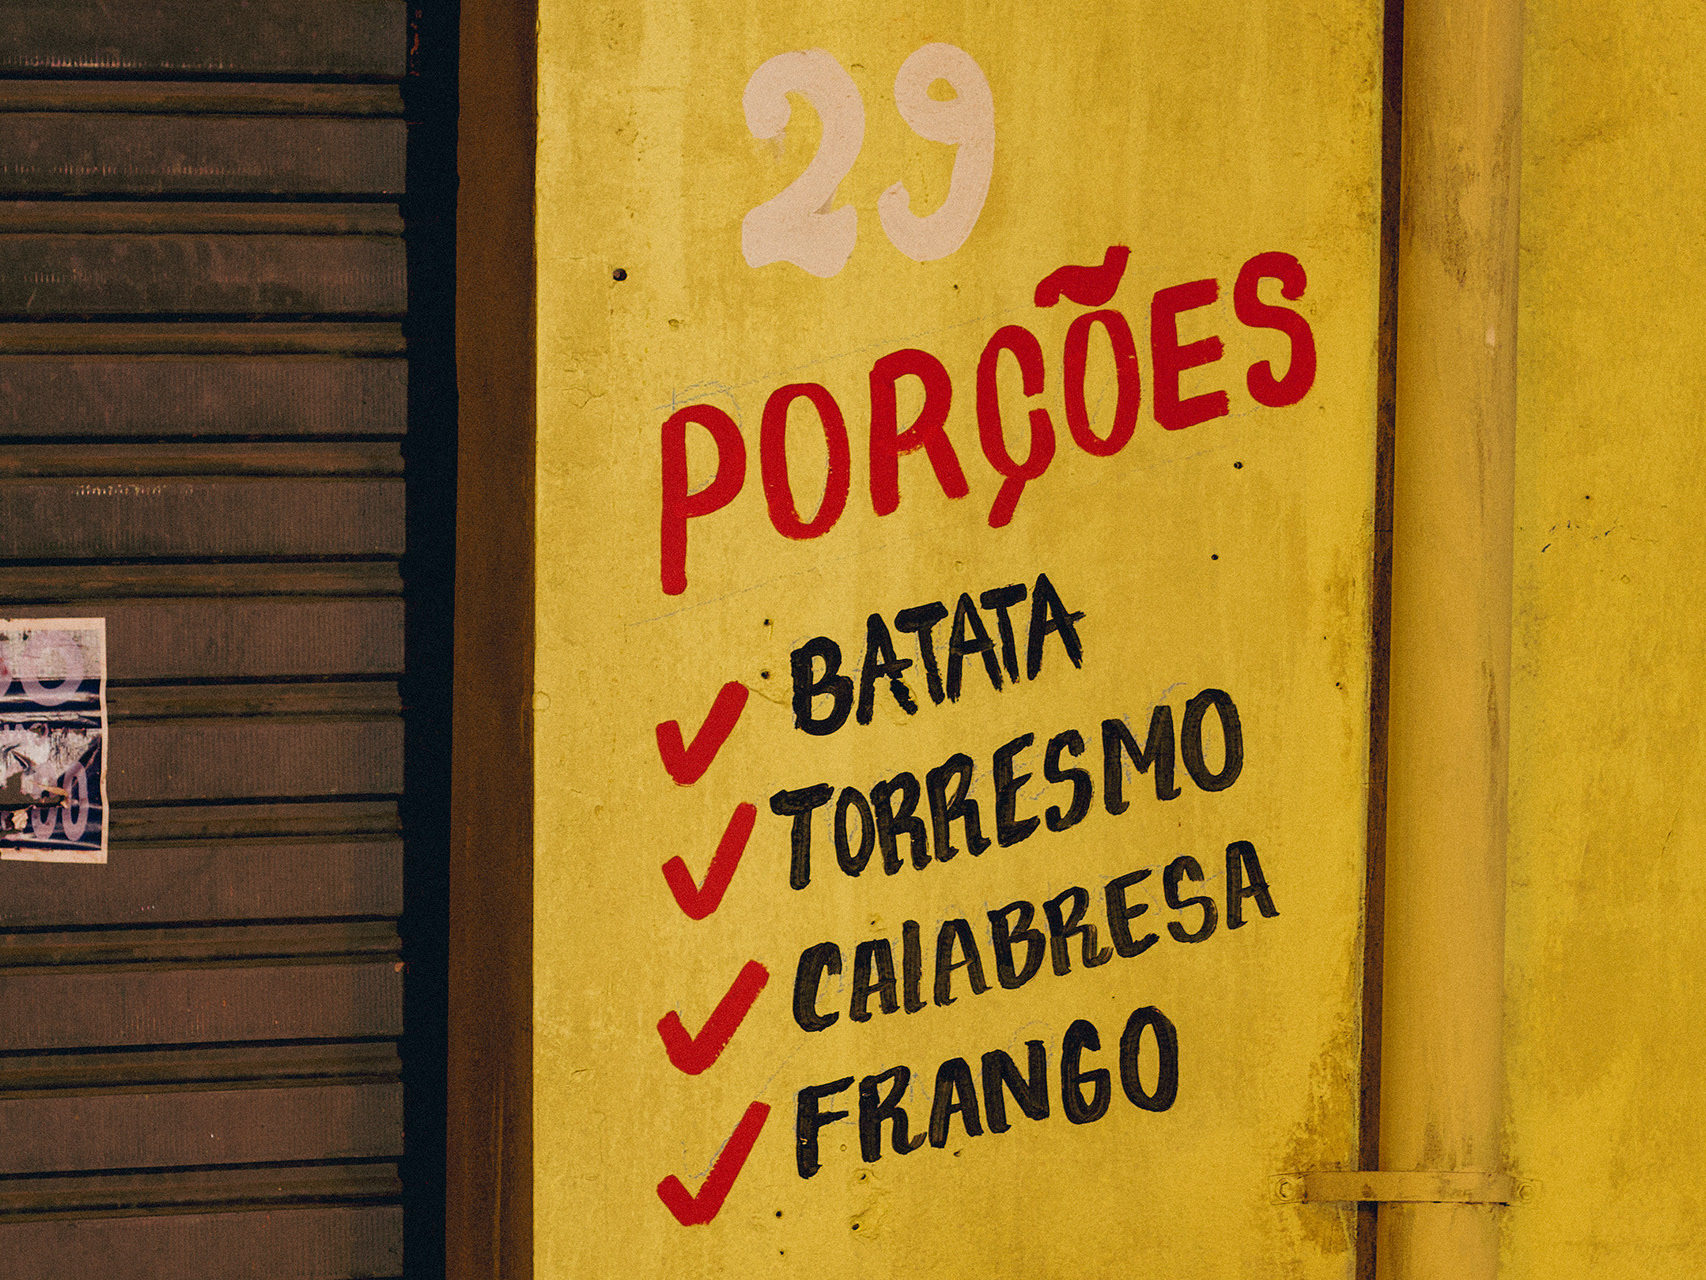 29
PORÇÕES
BATATA
TORRESMO
CALABRESA
FRANGO